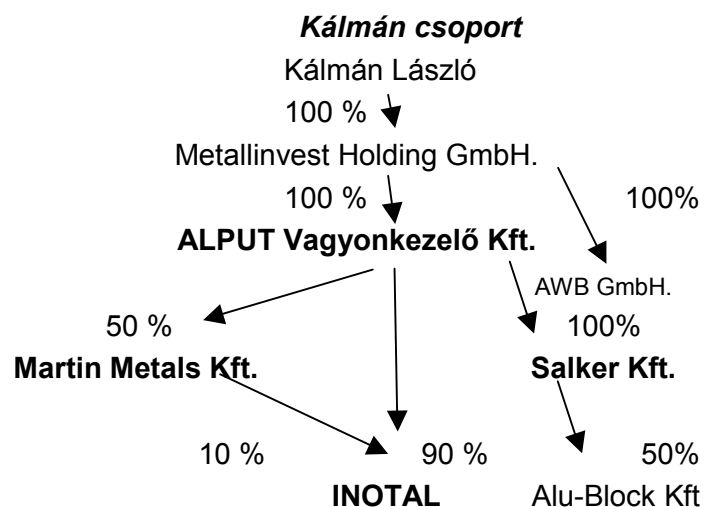 Kálmán csoport
Kálmán László
100 %
Metallinvest Holding GmbH.
100 % 100%
ALPUT Vagyonkezelő Kft.
AWB GmbH.
50 % 100%
Martin Metals Kft. Salker Kft.
10 % 90 % 50%
INOTAL Alu-Block Kft